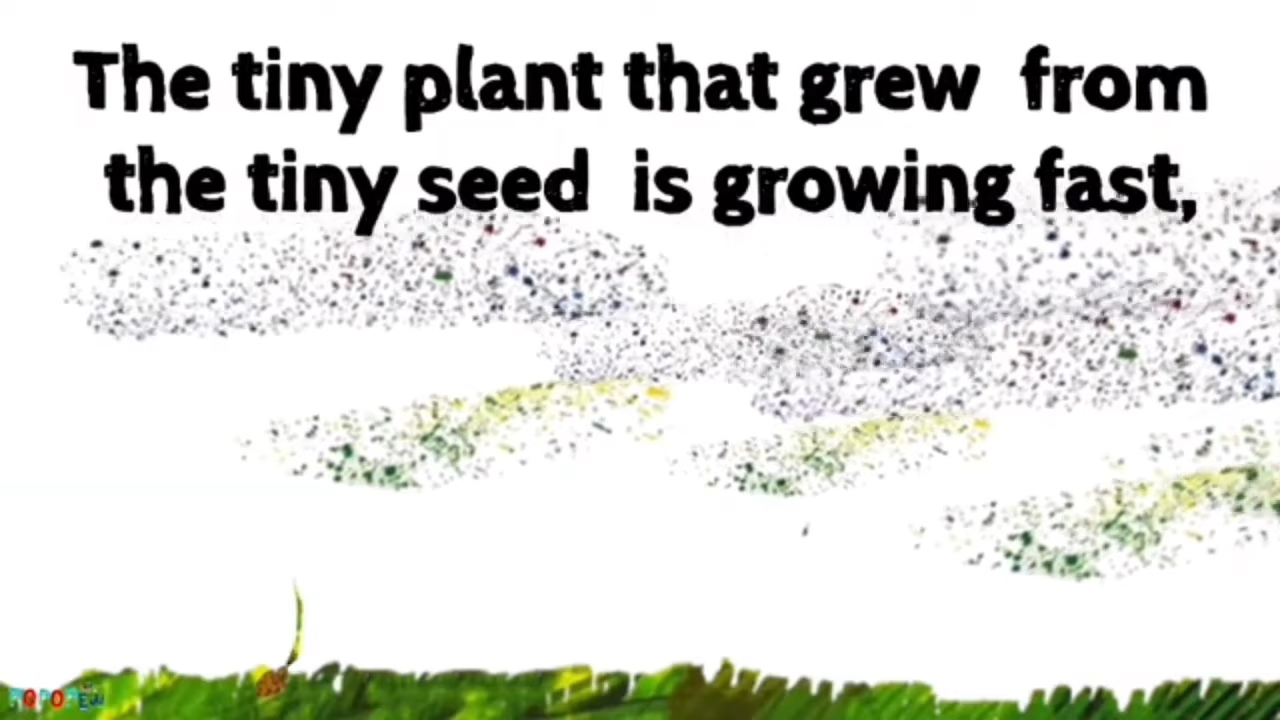 The tiny plant that grew from
the tiny seed is growing fast,